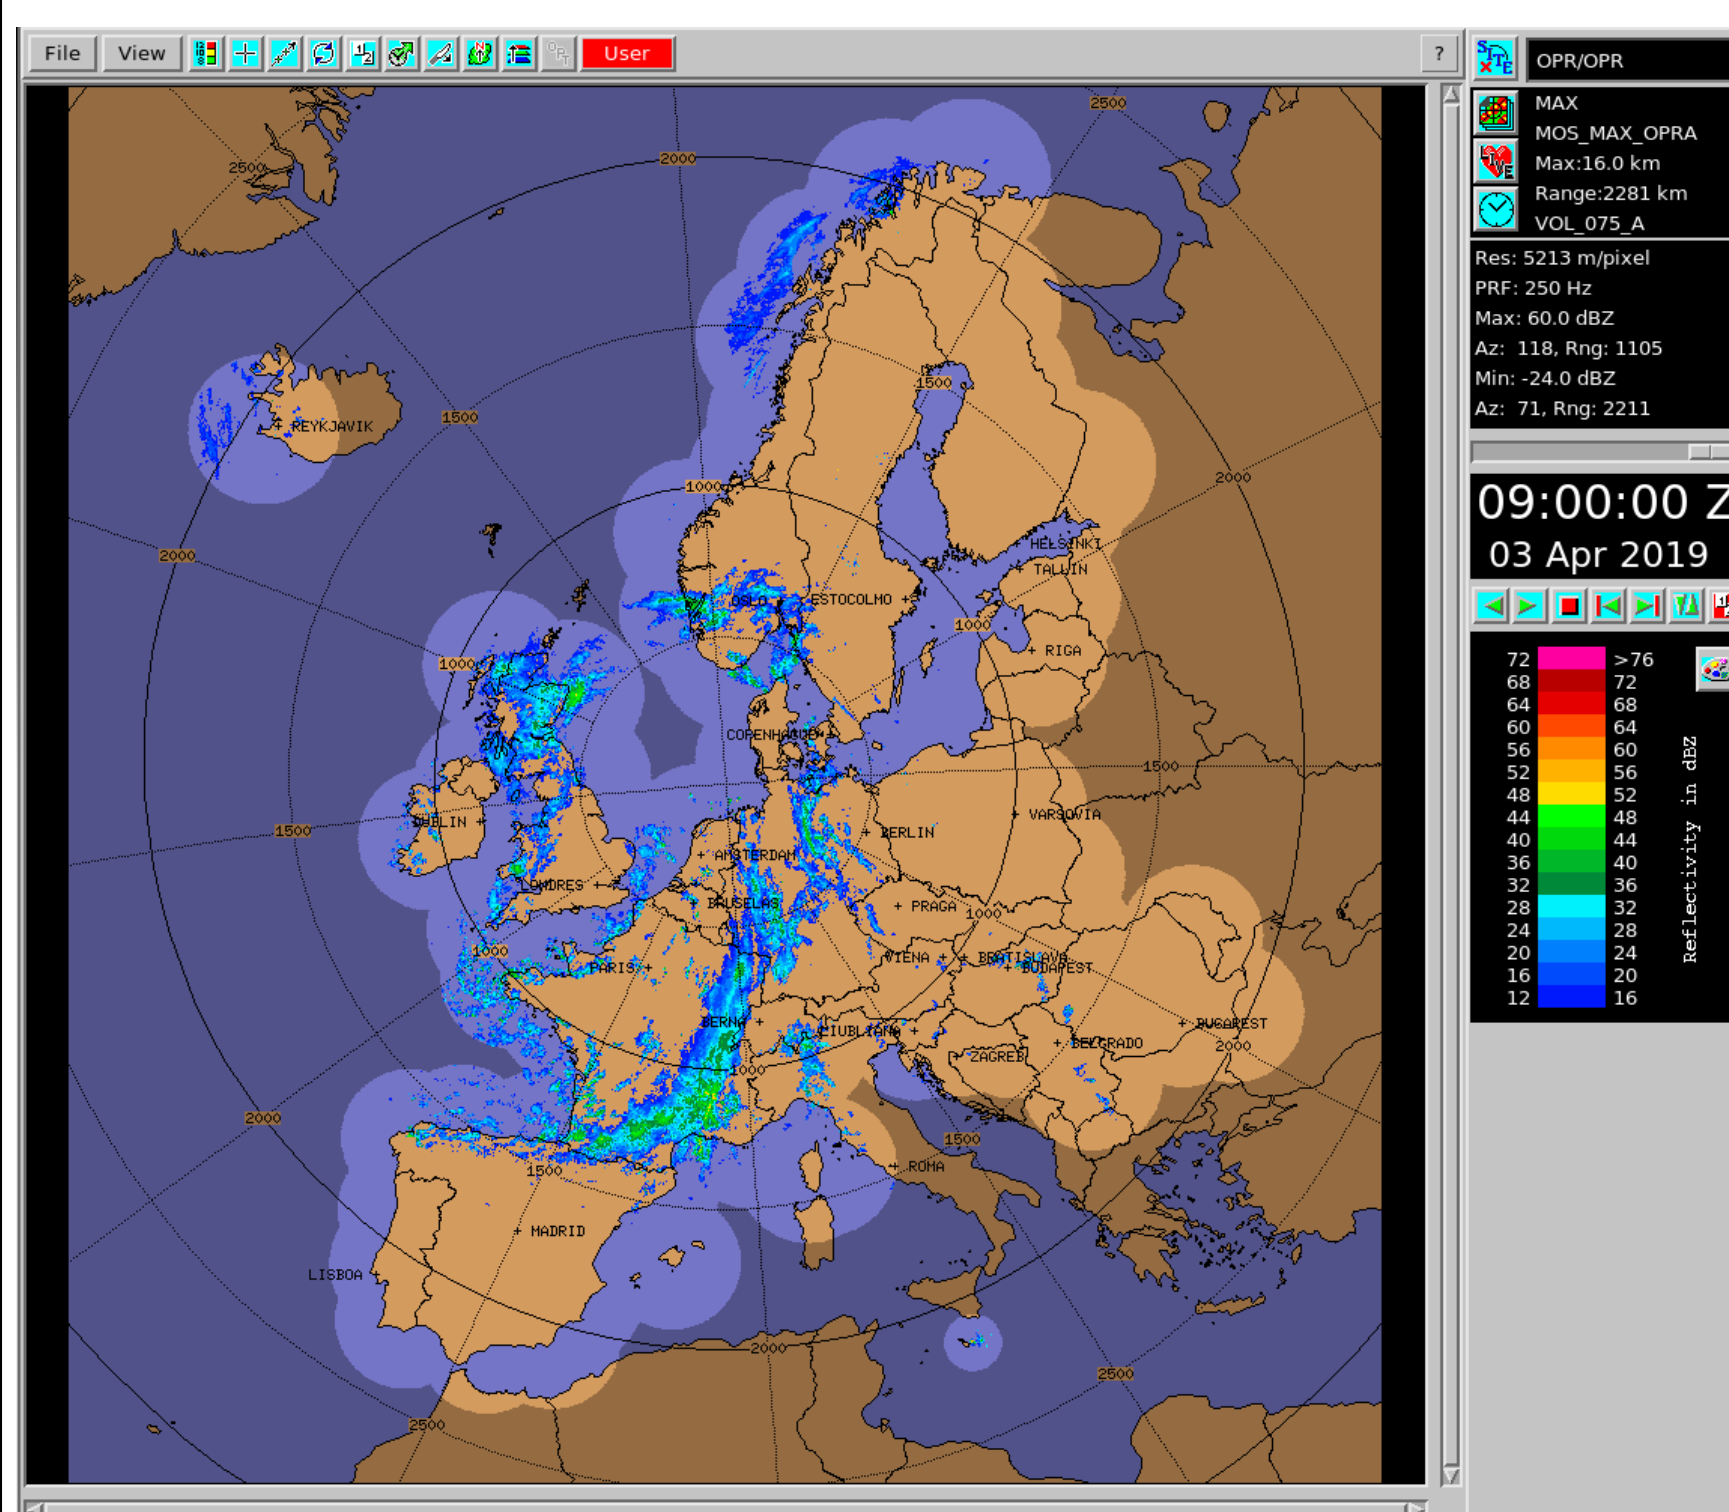 File View User ?
OPR/OPR
MAX
MOS_MAX_OPRA
Max:16.0 km
Range:2281 km
VOL_075_A
Res: 5213 m/pixel
PRF: 250 Hz
Max: 60.0 dBZ
Az: 118, Rng: 1105
Min: -24.0 dBZ
Az: 71, Rng: 2211
09:00:00 Z
03 Apr 2019
72 >76
68 72
64 68
60 64
56 60
52 56
48 52
44 48
40 44
36 40
32 36
28 32
24 28
20 24
16 20
12 16
Reflectivity in dBZ
2500
2000
2500
1500
1500
REYKJAVIK
2000
1000
2000
HELSINKI
TALLIN
OSLO
ESTOCOLMO
1000
RIGA
1000
COPENHAGUE
1500
VARSOVIA
DUBLIN
1500
BERLIN
AMSTERDAM
LONDRES
BRUSELAS
PRAGA
1000
1000
VIENA
BRATISLAVA
PARIS
BUDAPEST
BERNA
LIUBLIANA
BUGAPEST
BELGRADO
2000
ZAGREB
1000
2000
1500
1500
ROMA
MADRID
LISBOA
2000
2500
2500